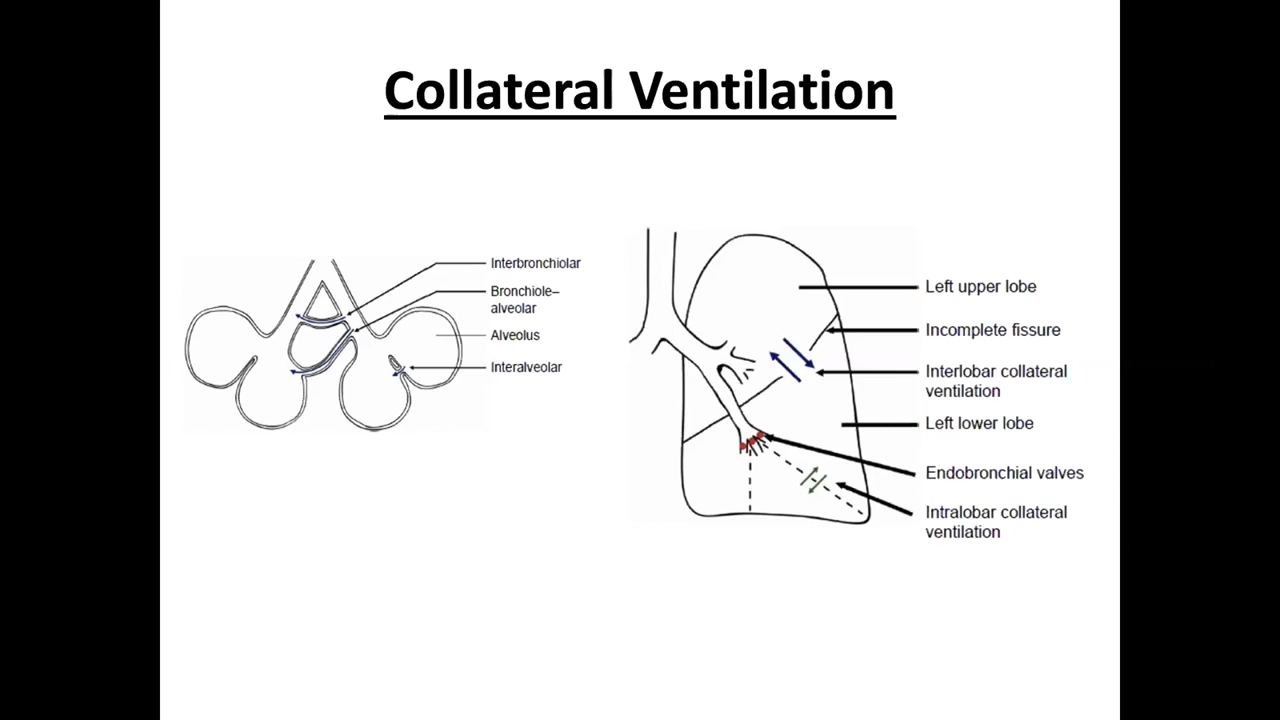 Collateral Ventilation
Interbronchiolar
Bronchiole–
alveolar
Alveolus
Interalveolar
Left upper lobe
Incomplete fissure
Interlobar collateral
ventilation
Left lower lobe
Endobronchial valves
Intralobar collateral
ventilation